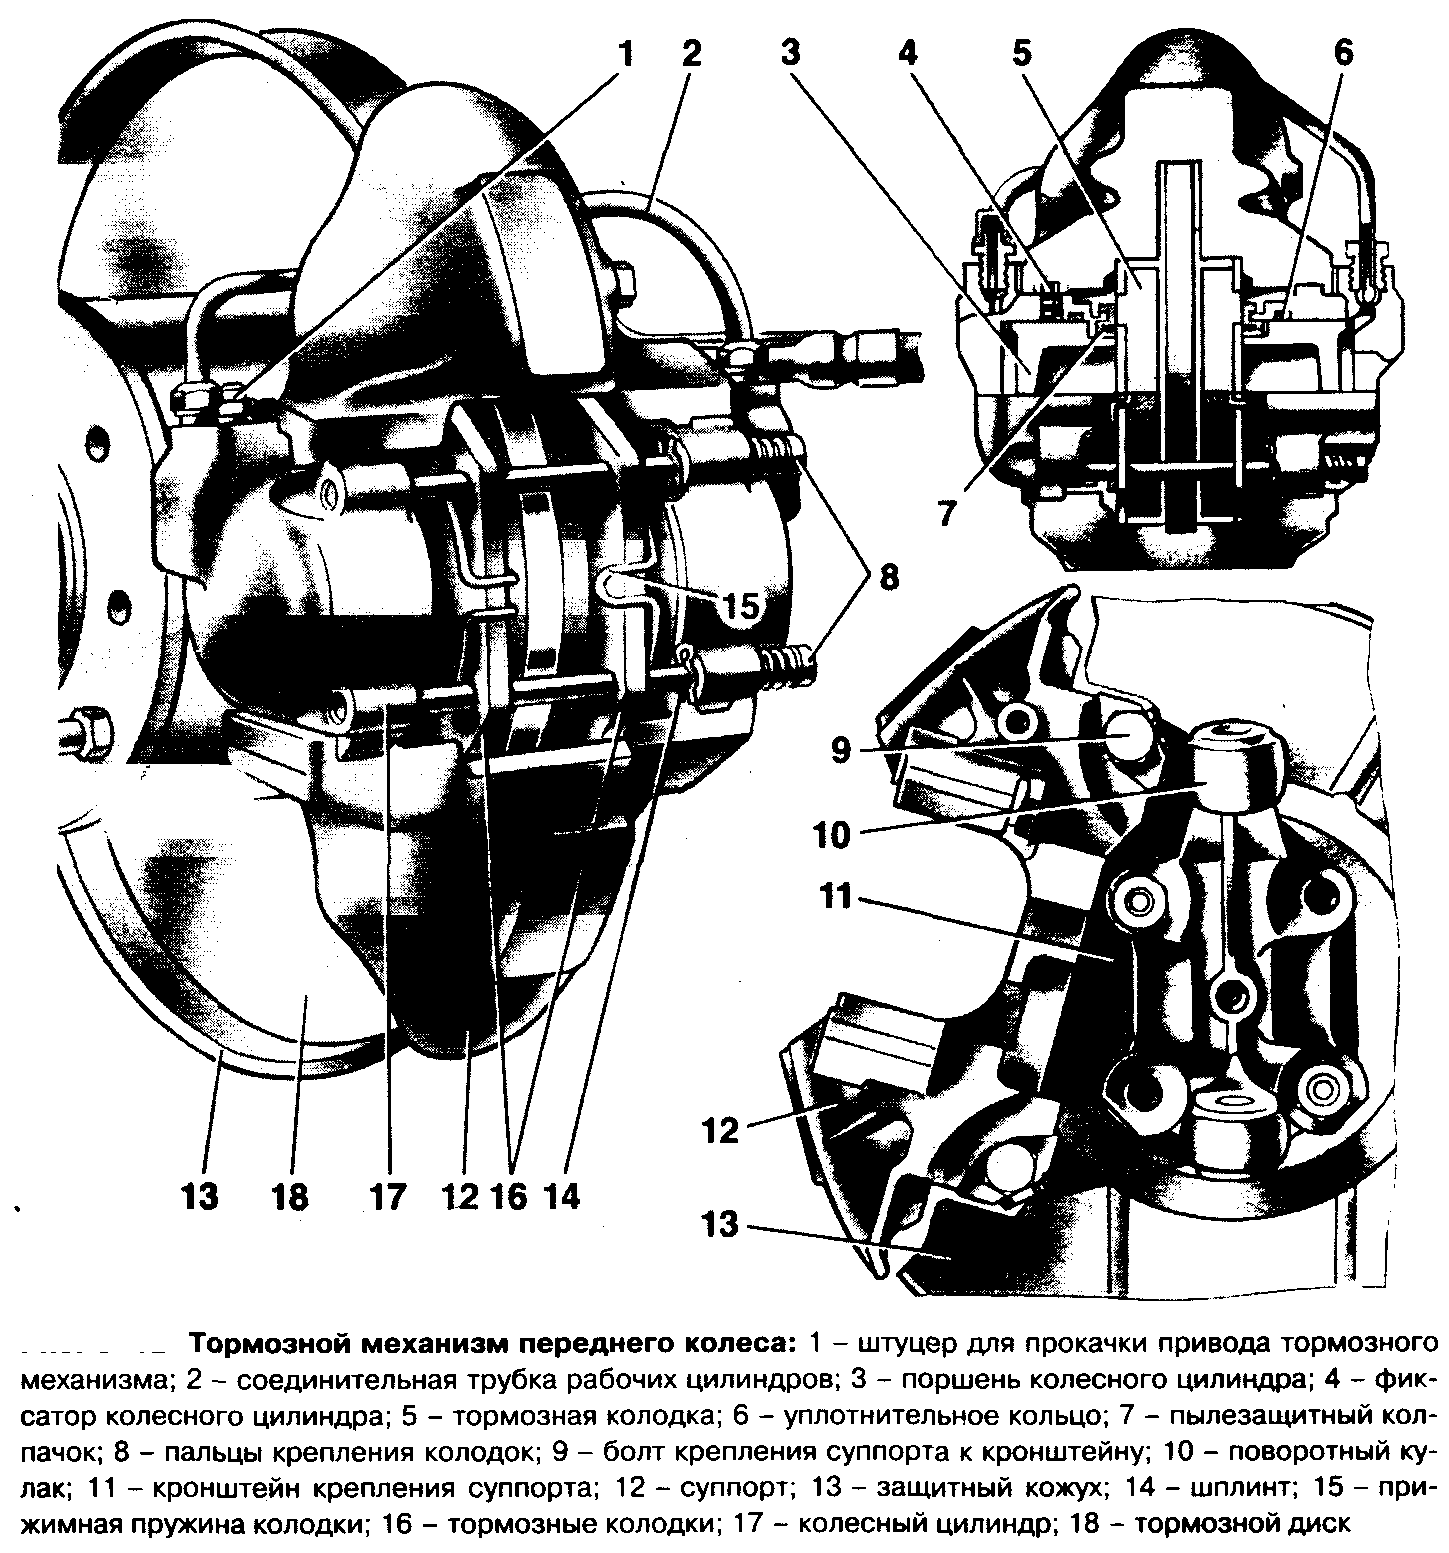 1 2 3 4 5 6
7
8
15
9
10
11
12
13 18 17 12 16 14
13
Тормозной механизм переднего колеса: 1 – штуцер для прокачки привода тормозного
механизма; 2 – соединительная трубка рабочих цилиндров; 3 – поршень колесного цилиндра; 4 – фик-
сатор колесного цилиндра; 5 – тормозная колодка; 6 – уплотнительное кольцо; 7 – пылезащитный кол-
пачок; 8 – пальцы крепления колодок; 9 – болт крепления суппорта к кронштейну; 10 – поворотный ку-
лак; 11 – кронштейн крепления суппорта; 12 – суппорт; 13 – защитный кожух; 14 – шплинт; 15 – при-
жимная пружина колодки; 16 – тормозные колодки; 17 – колесный цилиндр; 18 – тормозной диск